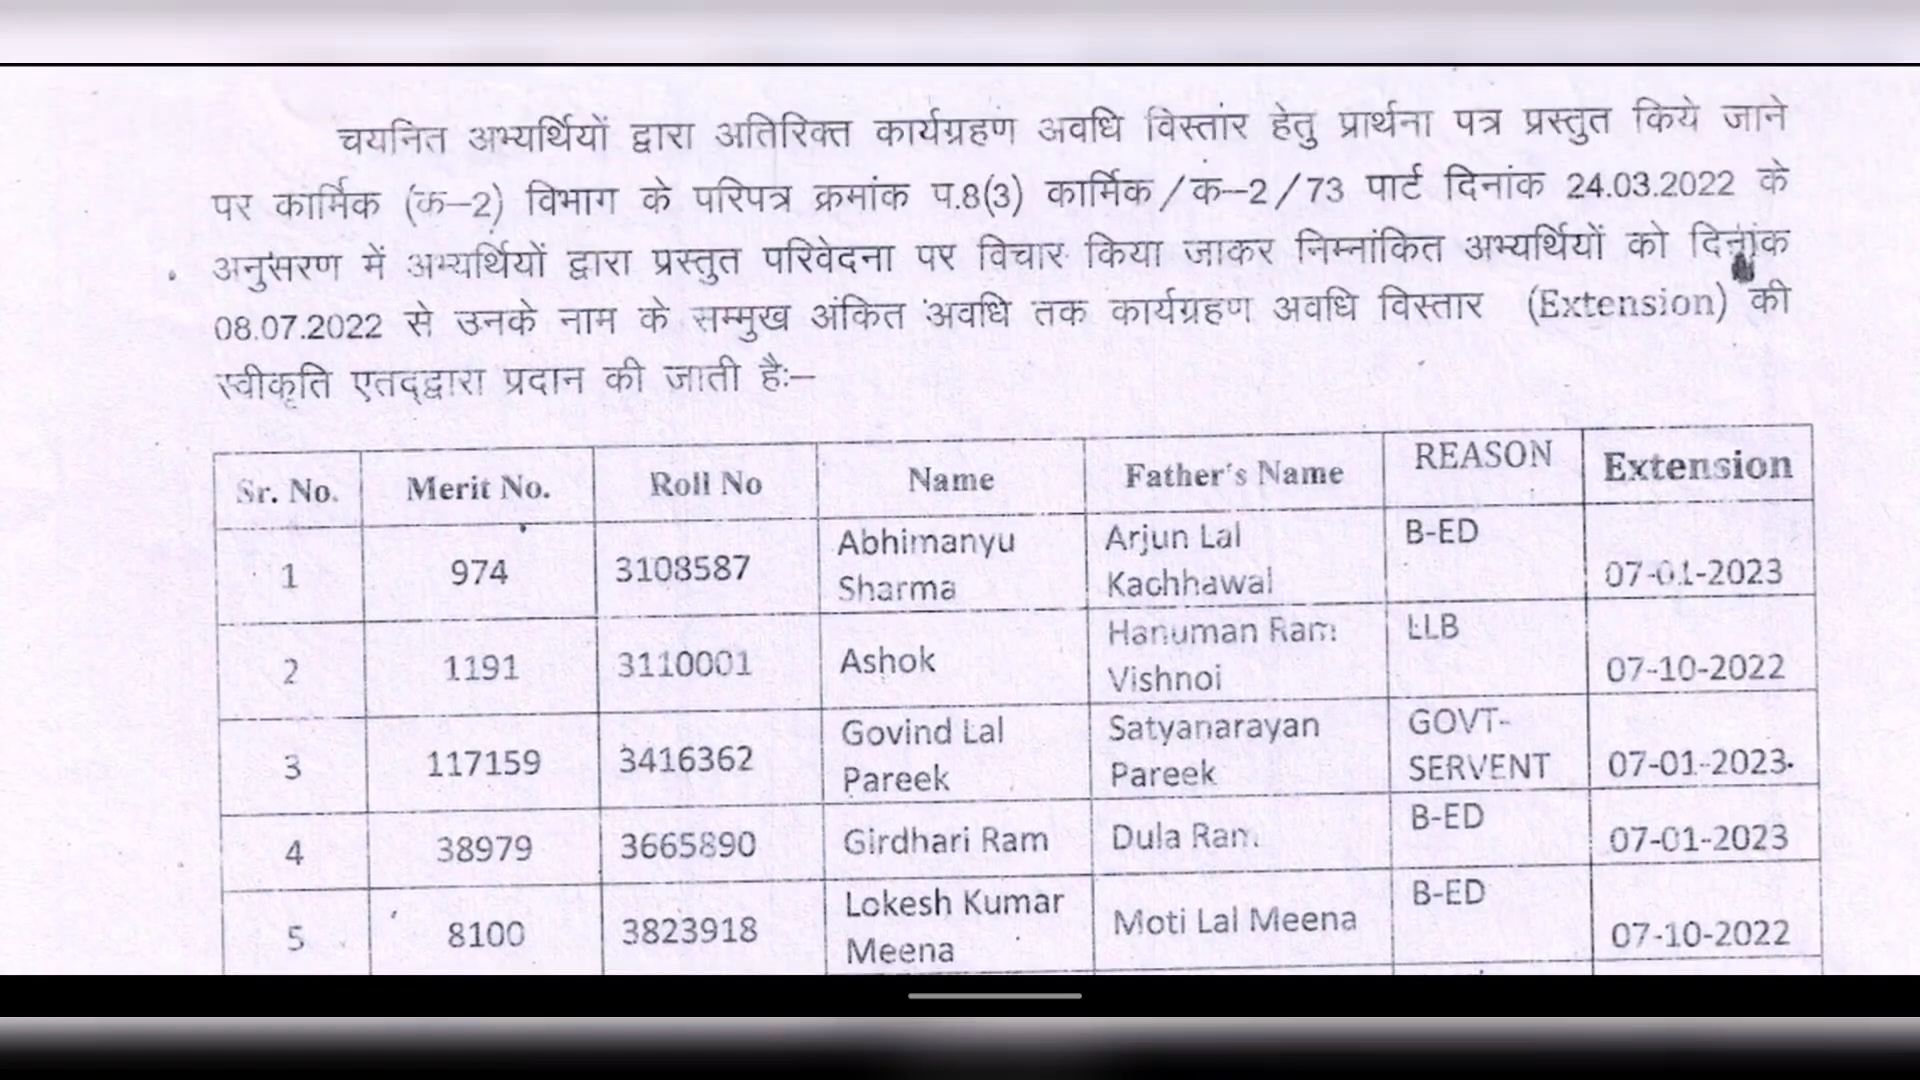 चयनित अभ्यर्थियों द्वारा अतिरिक्त कार्यग्रहण अवधि विस्तार हेतु प्रार्थना पत्र प्रस्तुत किये जाने
पर कार्मिक (क–2) विभाग के परिपत्र क्रमांक प.8(3) कार्मिक/क–2/73 पार्ट दिनांक 24.03.2022 के
अनुसरण में अभ्यर्थियों द्वारा प्रस्तुत परिवेदना पर विचार किया जाकर निम्नांकित अभ्यर्थियों को दिनांक
08.07.2022 से उनके नाम के सम्मुख अंकित अवधि तक कार्यग्रहण अवधि विस्तार (Extension) की
स्वीकृति एतद्द्वारा प्रदान की जाती हैः–
Sr. No. Merit No. Roll No Name Father's Name REASON Extension
1 974 3108587 Abhimanyu Sharma Arjun Lal Kachhawal B-ED 07-01-2023
2 1191 3110001 Ashok Hanuman Ram Vishnoi LLB 07-10-2022
3 117159 3416362 Govind Lal Pareek Satyanarayan Pareek GOVT-SERVENT 07-01-2023
4 38979 3665890 Girdhari Ram Dula Ram B-ED 07-01-2023
5 8100 3823918 Lokesh Kumar Meena Moti Lal Meena B-ED 07-10-2022